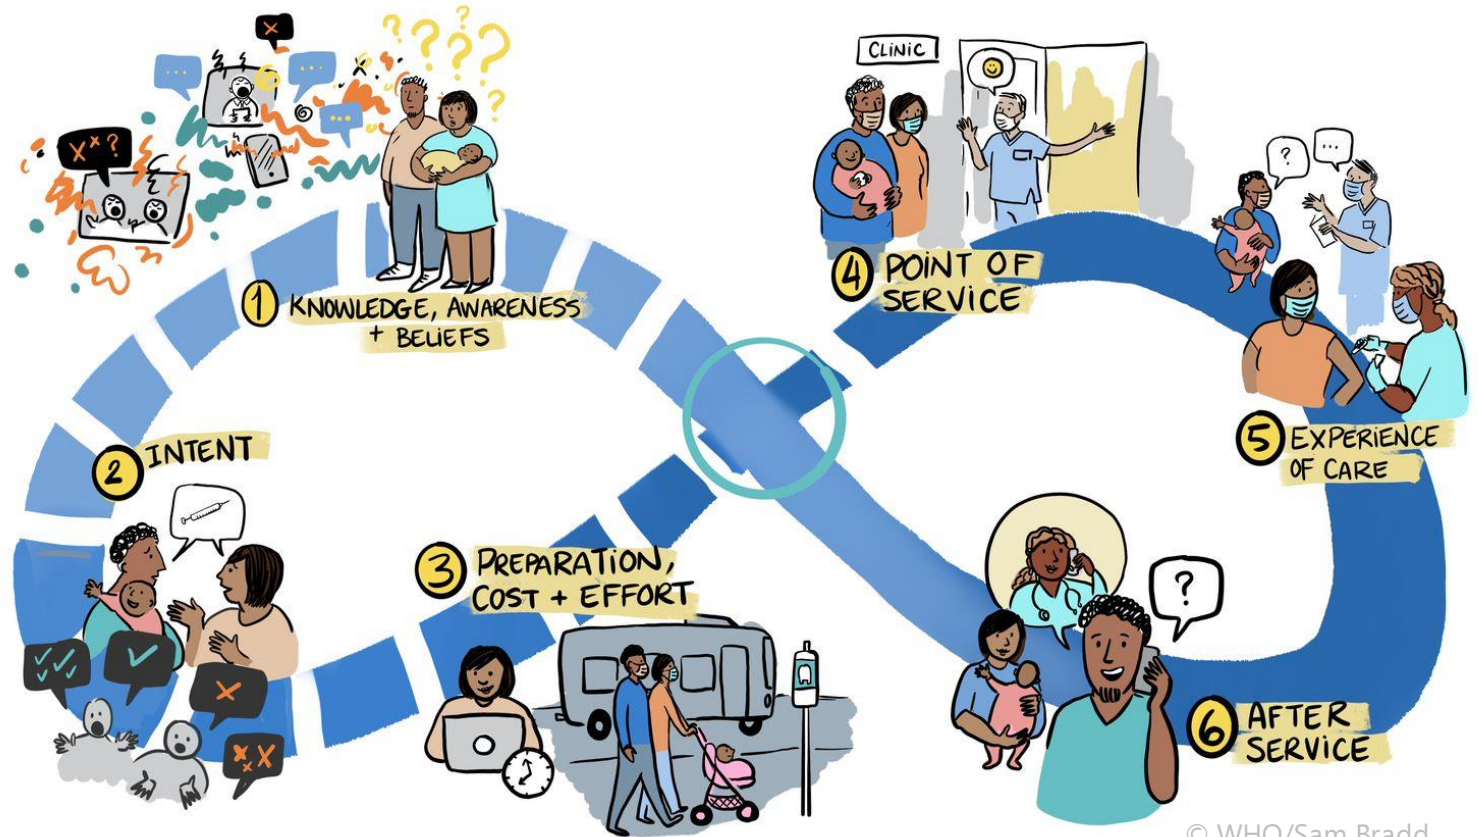 X
X X ?
1 KNOWLEDGE, AWARENESS
+ BELIEFS
2 INTENT
3 PREPARATION,
COST + EFFORT
CLINIC
4 POINT OF
SERVICE
?
...
5 EXPERIENCE
OF CARE
?
6 AFTER
SERVICE
© WHO/Sam Bradd